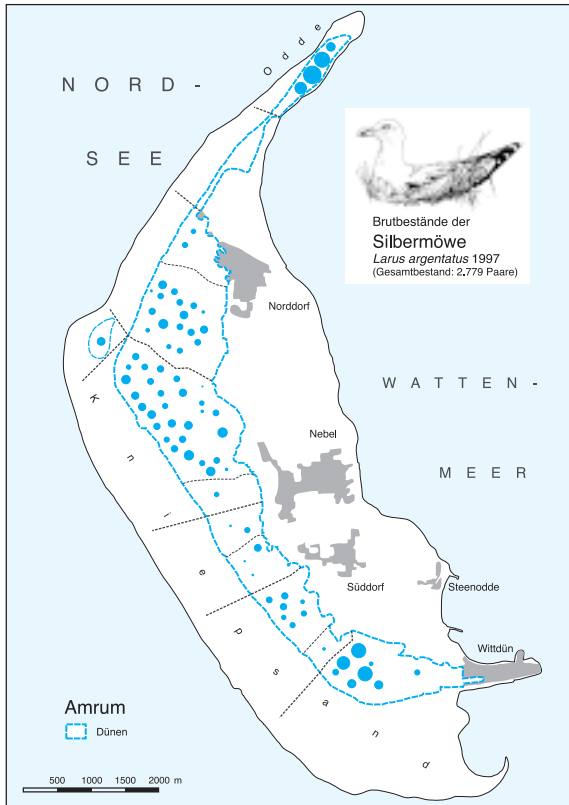 Odde
NORD-
SEE
Brutbestände der
Silbermöwe
Larus argentatus 1997
(Gesamtbestand: 2.779 Paare)
Norddorf
WATTEN-
MEER
Kniepsand
Nebel
Süddorf
Steenodde
Wittdün
Amrum
Dünen
500 1000 1500 2000 m